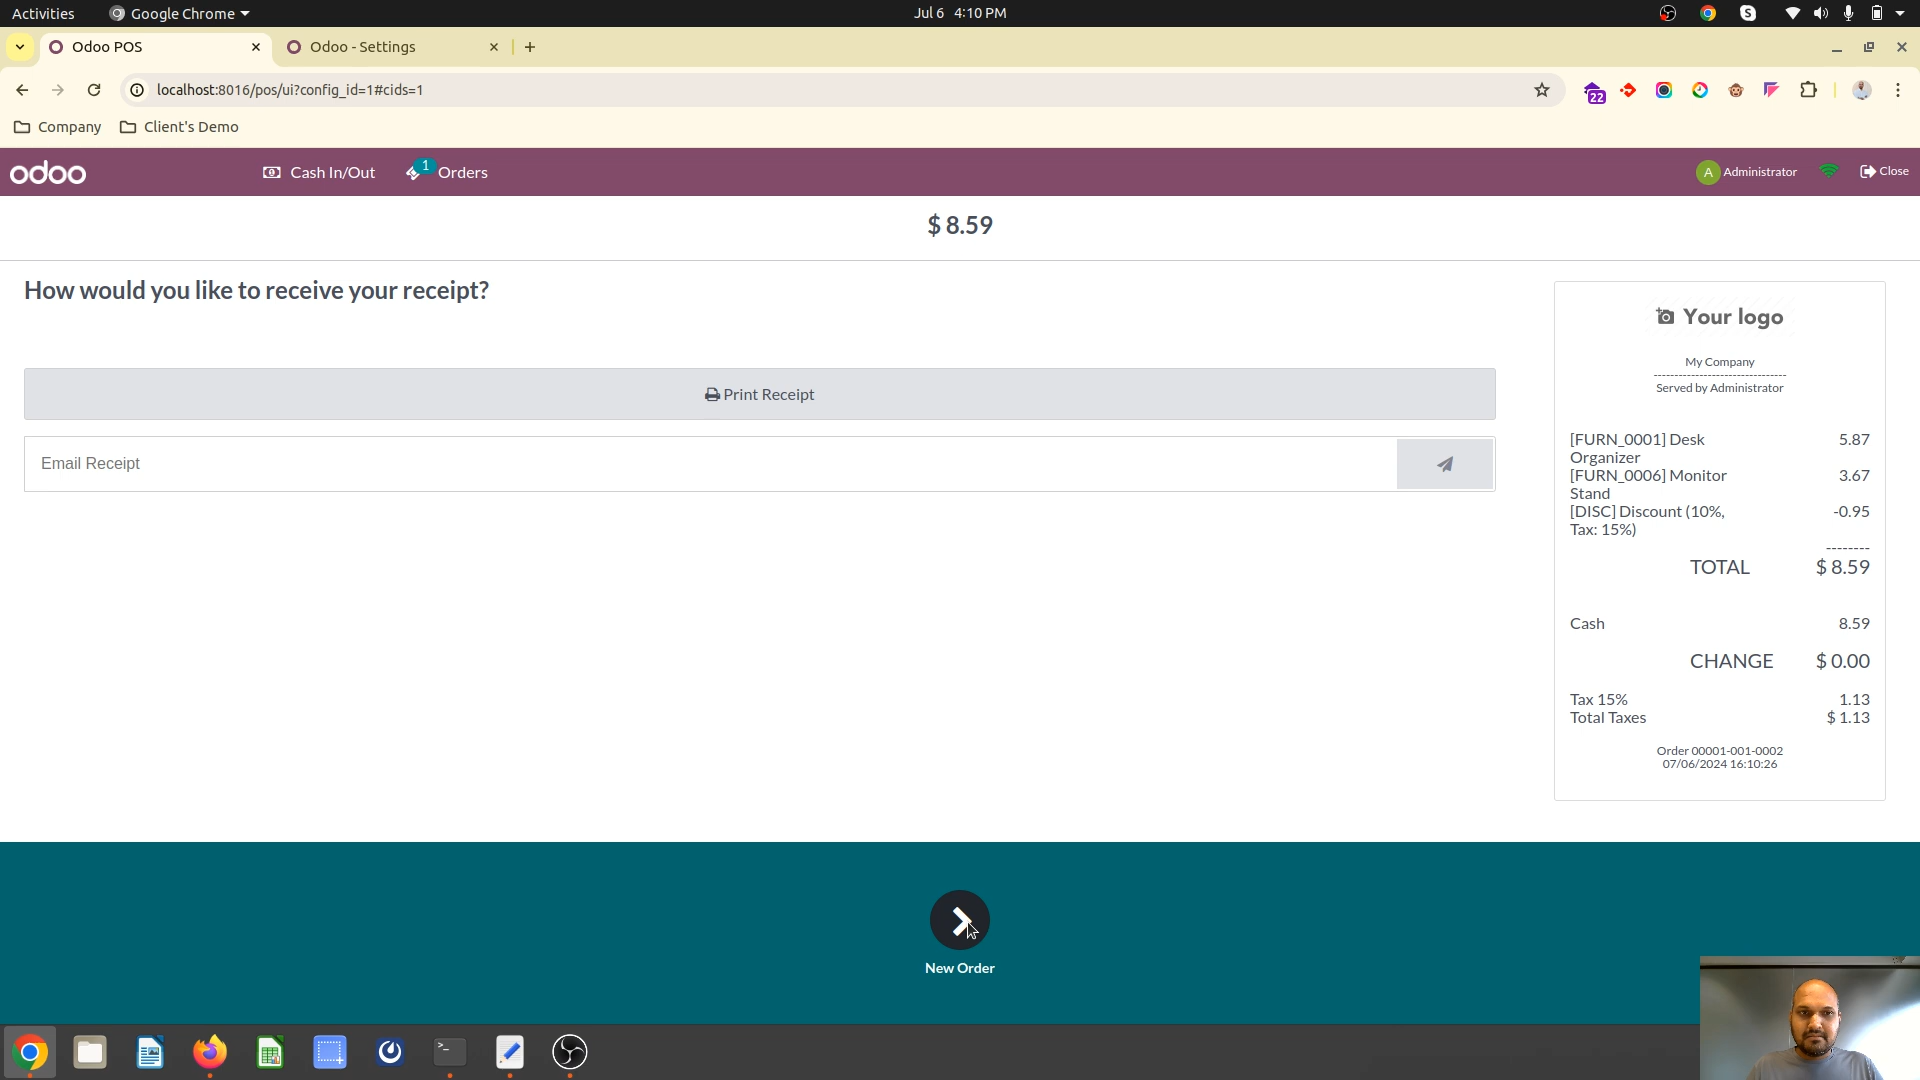 Activities Google Chrome Jul 6 4:10 PM S
Odoo POS Odoo - Settings
localhost:8016/pos/ui?config_id=1#cids=1 22
Company Client's Demo
odoo Cash In/Out 1 Orders A Administrator Close
$ 8.59
How would you like to receive your receipt?
Print Receipt
Email Receipt
Your logo
My Company
--------------------------------
Served by Administrator
[FURN_0001] Desk 5.87
Organizer
[FURN_0006] Monitor 3.67
Stand
[DISC] Discount (10%, -0.95
Tax: 15%)
--------
TOTAL $ 8.59
Cash 8.59
CHANGE $ 0.00
Tax 15% 1.13
Total Taxes $ 1.13
Order 00001-001-0002
07/06/2024 16:10:26
New Order